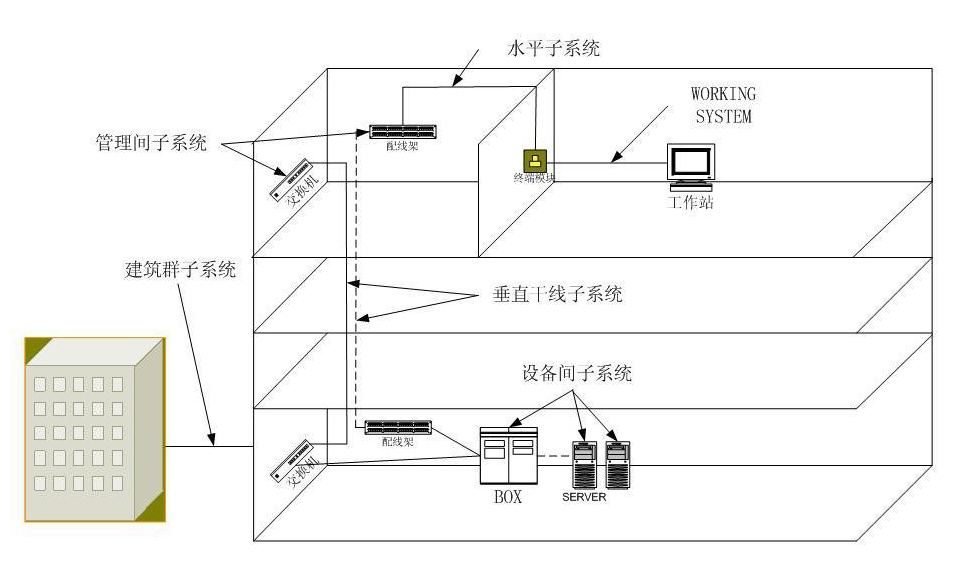 水平子系统
WORKING
SYSTEM
管理间子系统
配线架
终端模块
交换机
工作站
建筑群子系统
垂直干线子系统
设备间子系统
配线架
交换机
BOX
SERVER